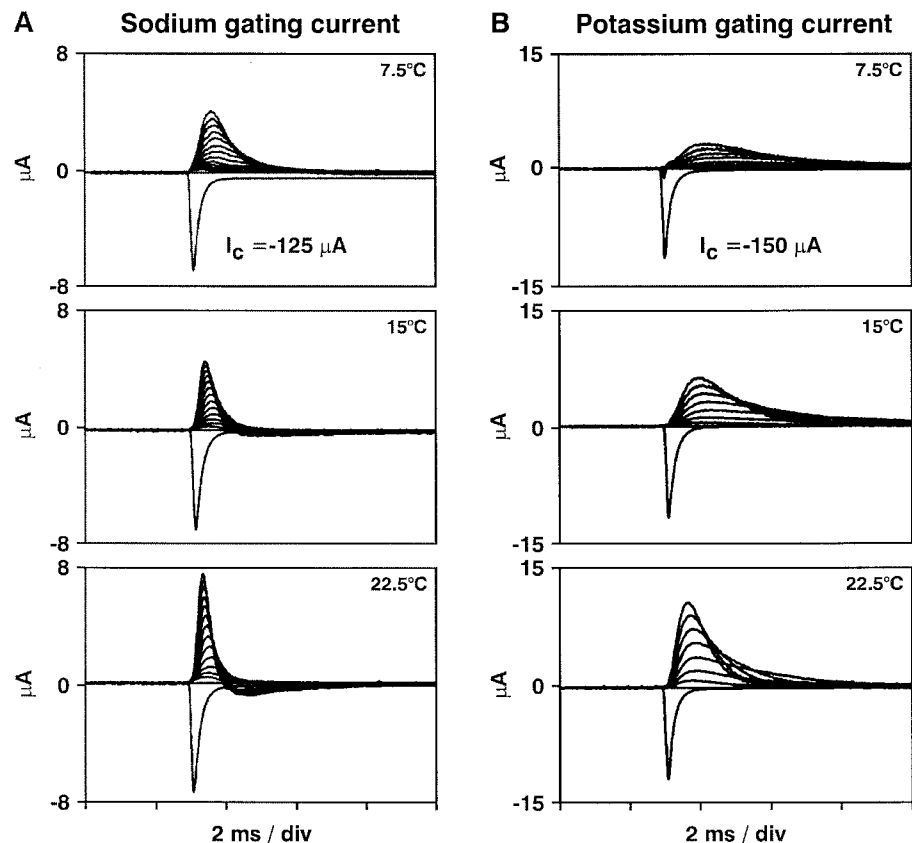 A Sodium gating current
8
7.5°C
µA
0
I_C =-125 µA
-8
8
15°C
µA
0
-8
8
22.5°C
µA
0
-8
2 ms / div
B Potassium gating current
15
7.5°C
µA
0
I_C =-150 µA
-15
15
15°C
µA
0
-15
15
22.5°C
µA
0
-15
2 ms / div